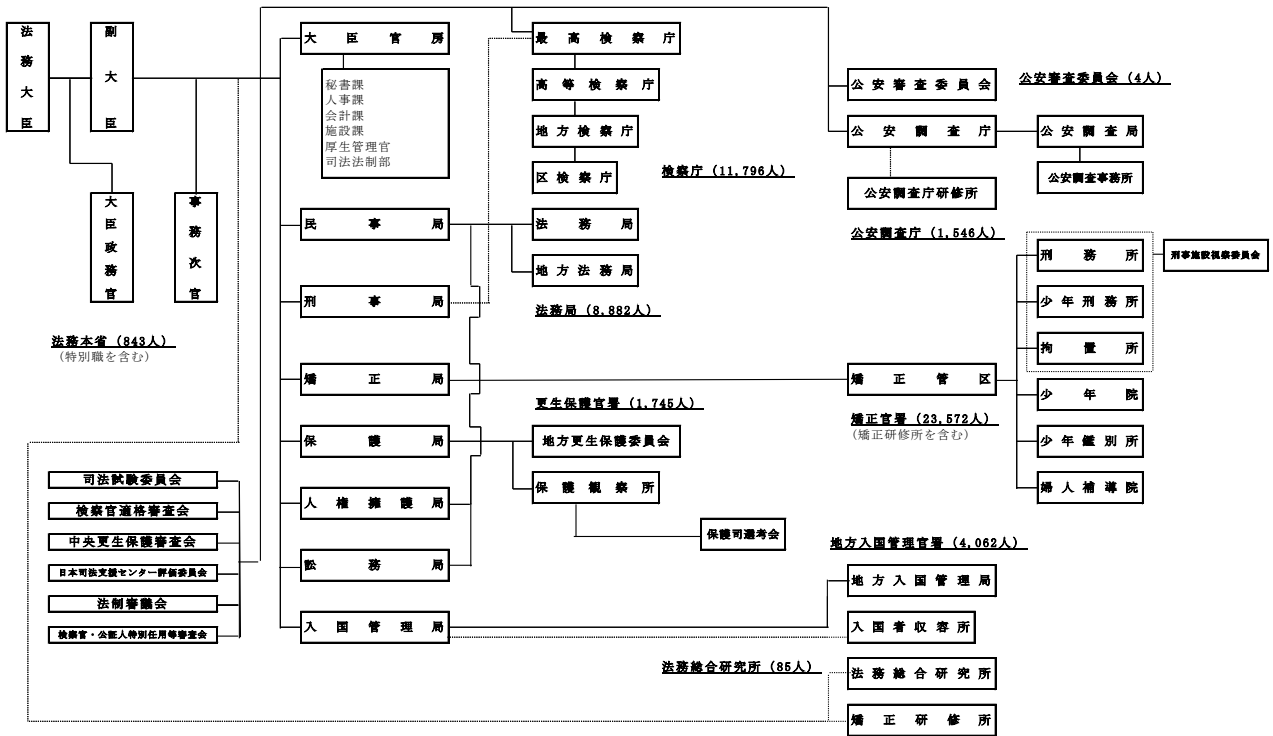 法務大臣
副大臣
大臣政務官
事務次官
法務本省(843人)
(特別職を含む)
司法試験委員会
検察官適格審査会
中央更生保護審査会
日本司法支援センター評価委員会
法制審議会
検察官・公証人特別任用等審査会
大臣官房
秘書課
人事課
会計課
施設課
厚生管理官
司法法制部
民事局
刑事局
矯正局
保護局
人権擁護局
訟務局
入国管理局
最高検察庁
高等検察庁
地方検察庁
区検察庁
検察庁(11,796人)
法務局
地方法務局
法務局(8,882人)
更生保護官署(1,745人)
地方更生保護委員会
保護観察所
保護司選考会
公安審査委員会
公安審査委員会(4人)
公安調査庁
公安調査局
公安調査事務所
公安調査庁研修所
公安調査庁(1,546人)
矯正管区
矯正官署(23,572人)
(矯正研修所を含む)
刑務所
少年刑務所
拘置所
刑事施設視察委員会
少年院
少年鑑別所
婦人補導院
地方入国管理官署(4,062人)
地方入国管理局
入国者収容所
法務総合研究所(85人)
法務総合研究所
矯正研修所